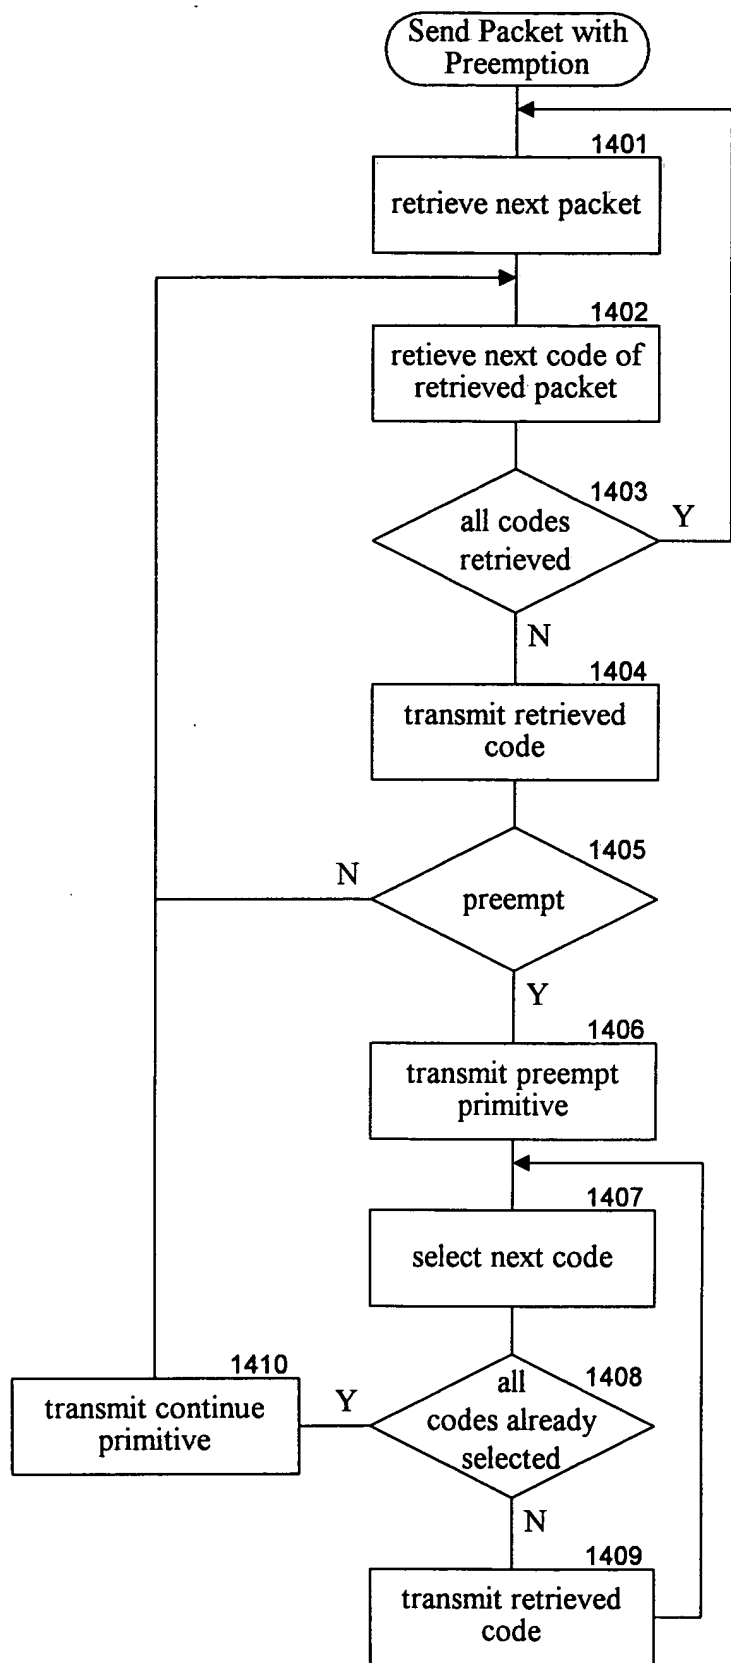 Send Packet with
Preemption
1401
retrieve next packet
1402
retieve next code of
retrieved packet
1403
all codes
retrieved
Y
N
1404
transmit retrieved
code
1405
preempt
N
Y
1406
transmit preempt
primitive
1407
select next code
1408
all
codes already
selected
Y
1410
transmit continue
primitive
N
1409
transmit retrieved
code